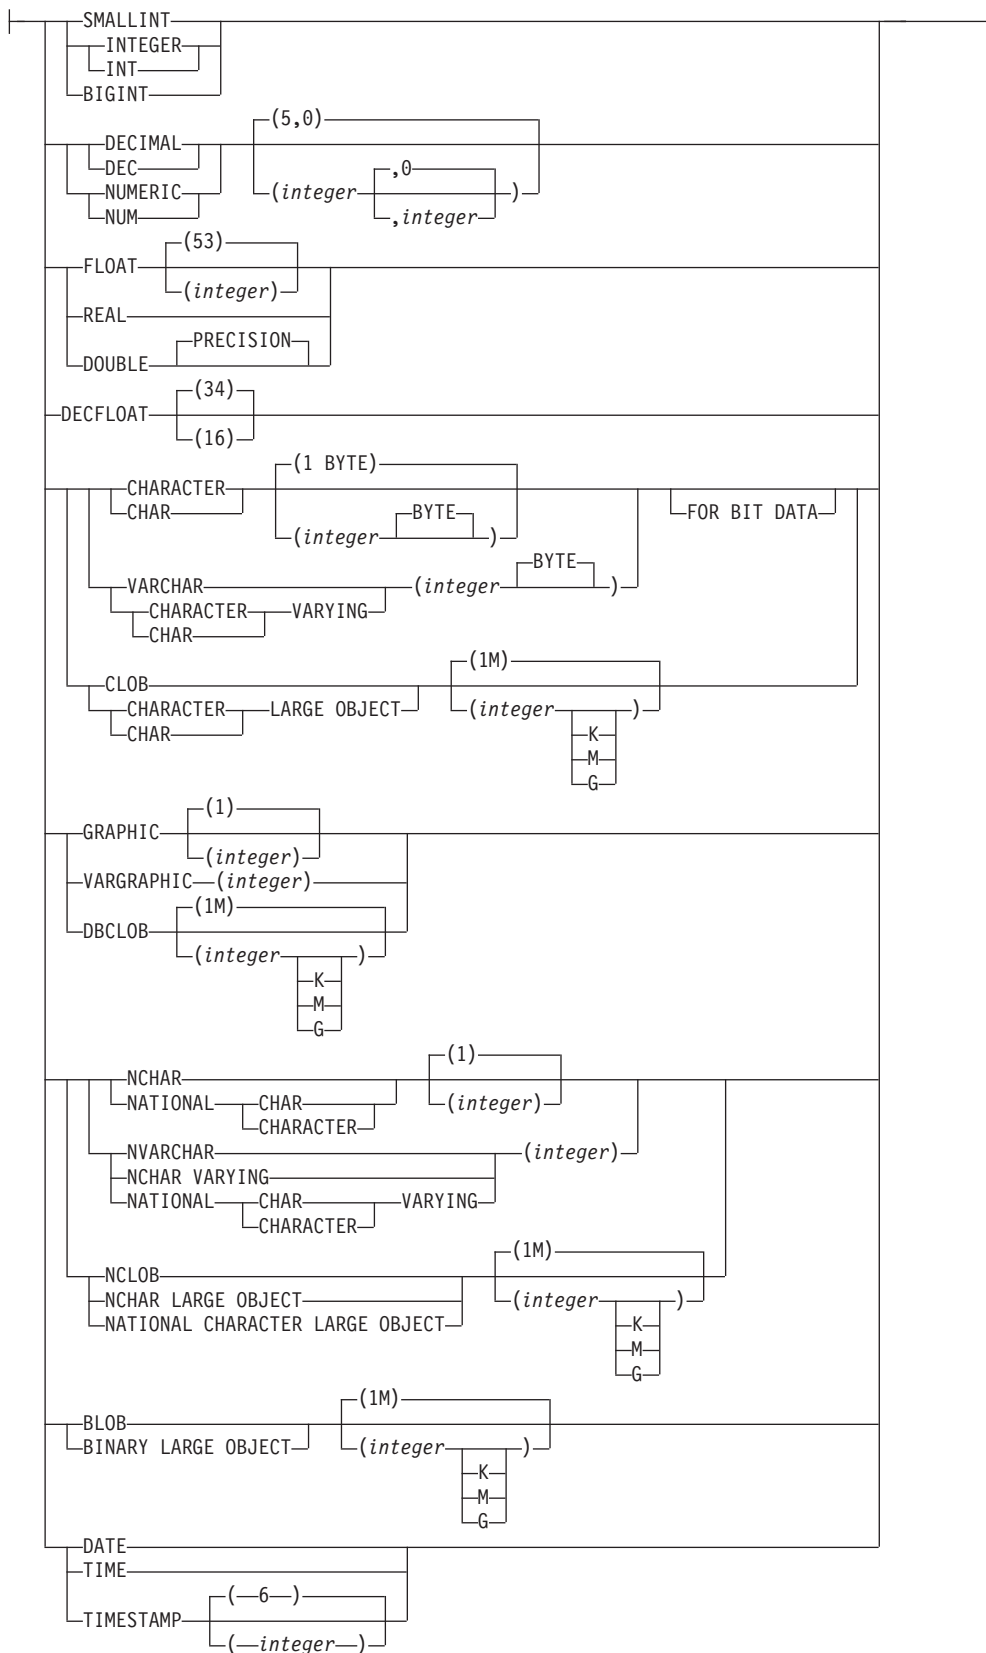 SMALLINT
INTEGER
INT
BIGINT
(5,0)
DECIMAL
DEC
,0
NUMERIC
(integer )
NUM
,integer
(53)
FLOAT
(integer)
REAL
PRECISION
DOUBLE
(34)
DECFLOAT
(16)
(1 BYTE)
CHARACTER
CHAR
BYTE
FOR BIT DATA
(integer )
BYTE
VARCHAR
(integer )
CHARACTER
VARYING
CHAR
(1M)
CLOB
CHARACTER
LARGE OBJECT
(integer )
CHAR
K
M
G
(1)
GRAPHIC
(integer)
VARGRAPHIC
(integer)
(1M)
DBCLOB
(integer )
K
M
G
(1)
NCHAR
NATIONAL
CHAR
(integer)
CHARACTER
NVARCHAR
(integer)
NCHAR VARYING
NATIONAL
CHAR
VARYING
CHARACTER
(1M)
NCLOB
NCHAR LARGE OBJECT
(integer )
NATIONAL CHARACTER LARGE OBJECT
K
M
G
(1M)
BLOB
BINARY LARGE OBJECT
(integer )
K
M
G
DATE
TIME
( 6 )
TIMESTAMP
( integer )